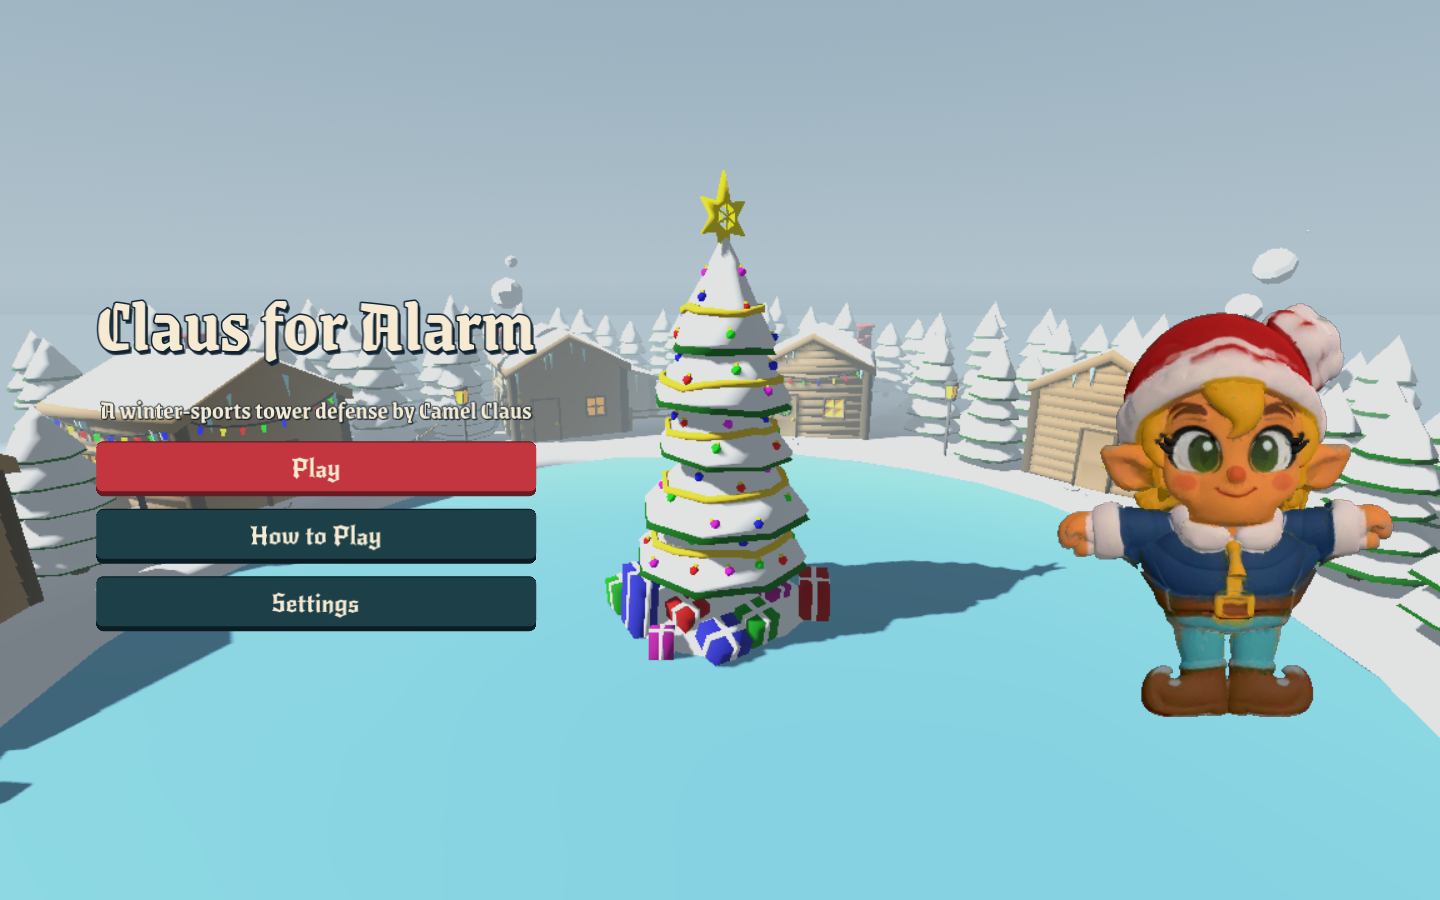 Claus for Alarm
A winter-sports tower defense by Camel Claus
Play
How to Play
Settings